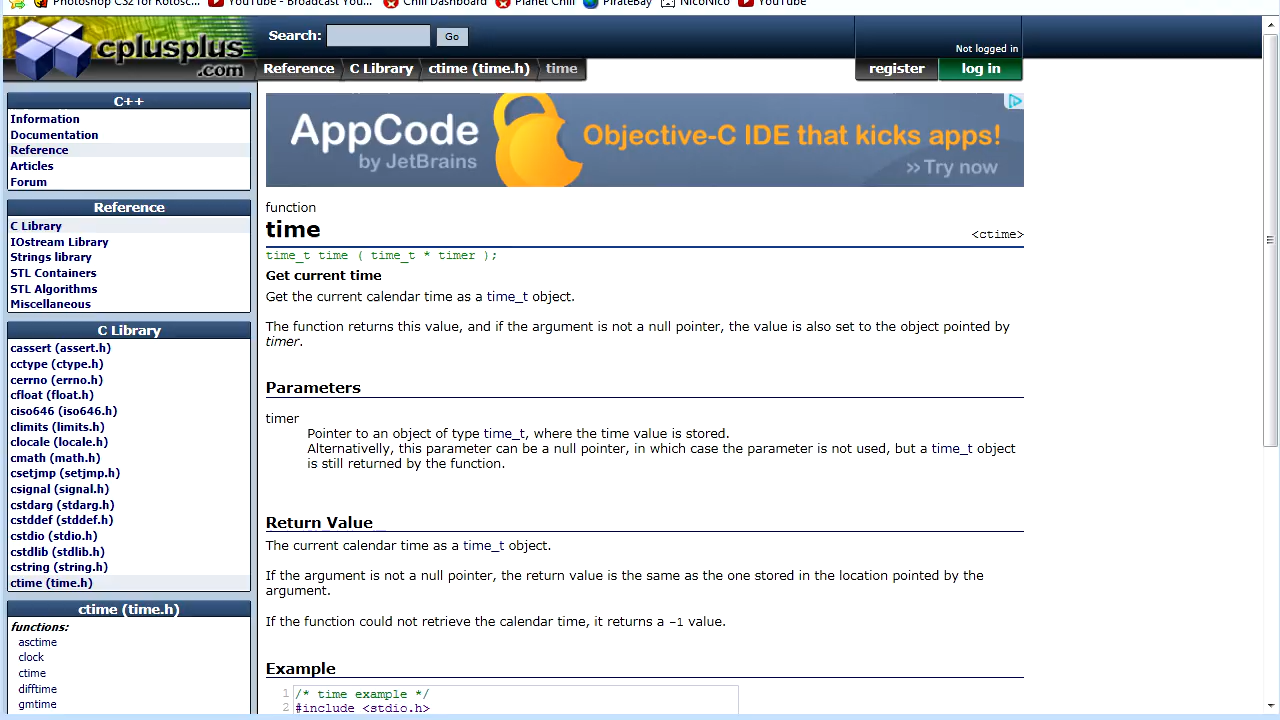 Photoshop CS2 for Rotosc... YouTube - Broadcast You... Chill Dashboard Planet Chill PirateBay NicoNico YouTube
cplusplus
.com
Search: Go
Not logged in
Reference C Library ctime (time.h) time register log in
C++
Information
Documentation
Reference
Articles
Forum
Reference
C Library
IOstream Library
Strings library
STL Containers
STL Algorithms
Miscellaneous
C Library
cassert (assert.h)
cctype (ctype.h)
cerrno (errno.h)
cfloat (float.h)
ciso646 (iso646.h)
climits (limits.h)
clocale (locale.h)
cmath (math.h)
csetjmp (setjmp.h)
csignal (signal.h)
cstdarg (stdarg.h)
cstddef (stddef.h)
cstdio (stdio.h)
cstdlib (stdlib.h)
cstring (string.h)
ctime (time.h)
ctime (time.h)
functions:
asctime
clock
ctime
difftime
gmtime
AppCode
by JetBrains
Objective-C IDE that kicks apps!
>> Try now
function
time
<ctime>
time_t time ( time_t * timer );
Get current time
Get the current calendar time as a time_t object.
The function returns this value, and if the argument is not a null pointer, the value is also set to the object pointed by
timer.
Parameters
timer
Pointer to an object of type time_t, where the time value is stored.
Alternativelly, this parameter can be a null pointer, in which case the parameter is not used, but a time_t object
is still returned by the function.
Return Value
The current calendar time as a time_t object.
If the argument is not a null pointer, the return value is the same as the one stored in the location pointed by the
argument.
If the function could not retrieve the calendar time, it returns a -1 value.
Example
1 /* time example */
2 #include <stdio.h>